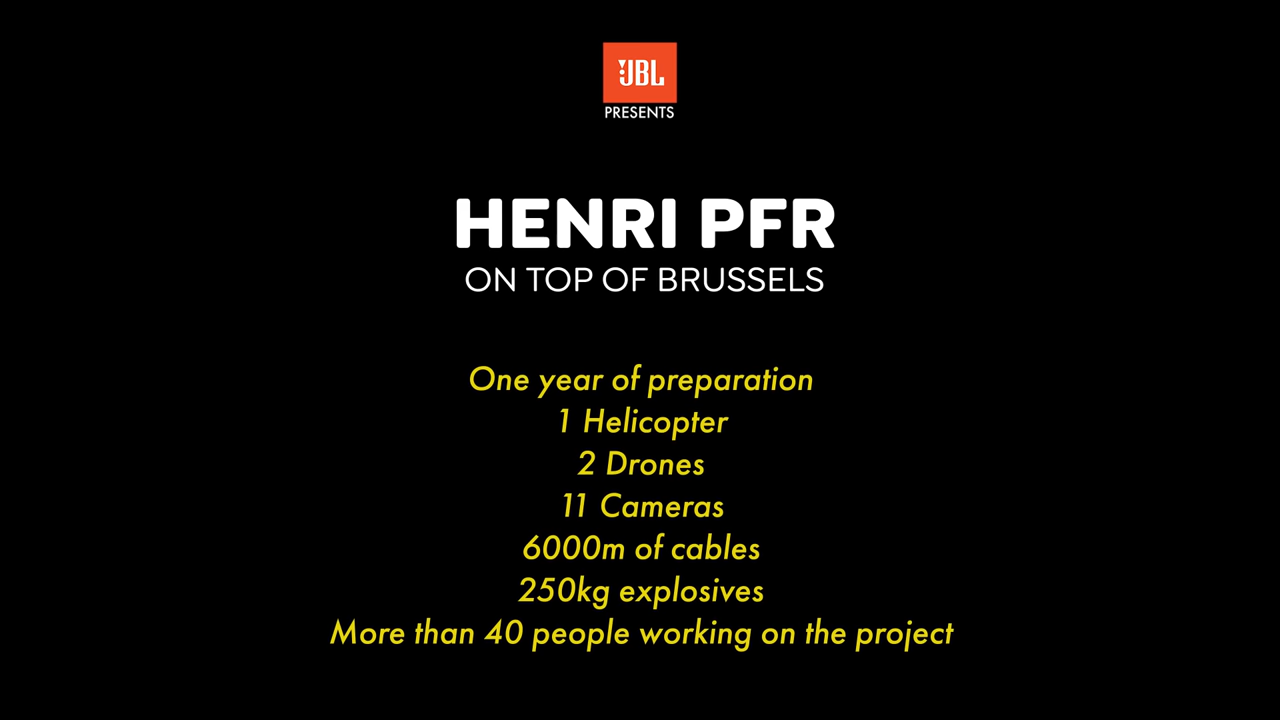 JBL
PRESENTS
HENRI PFR
ON TOP OF BRUSSELS
One year of preparation
1 Helicopter
2 Drones
11 Cameras
6000m of cables
250kg explosives
More than 40 people working on the project